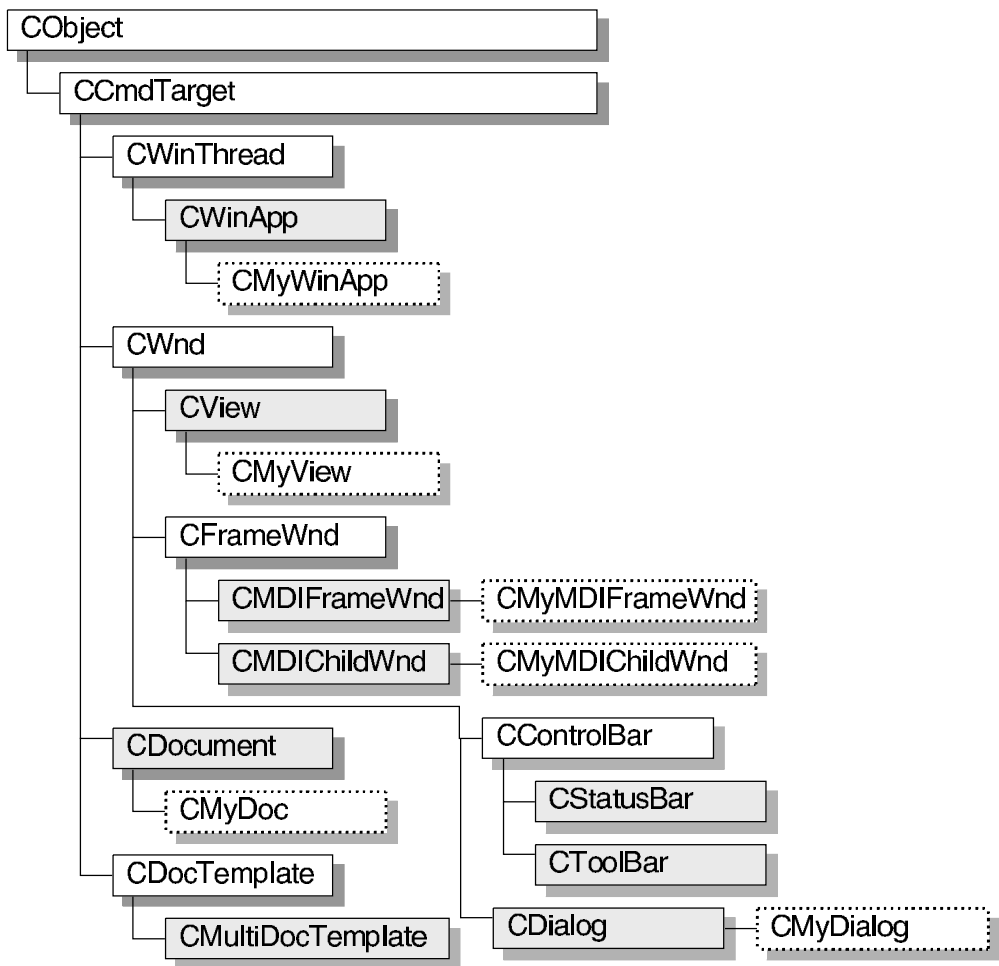 CObject
CCmdTarget
CWinThread
CWinApp
CMyWinApp
CWnd
CView
CMyView
CFrameWnd
CMDIFrameWnd
CMyMDIFrameWnd
CMDIChildWnd
CMyMDIChildWnd
CDocument
CControlBar
CMyDoc
CStatusBar
CToolBar
CDocTemplate
CMultiDocTemplate
CDialog
CMyDialog